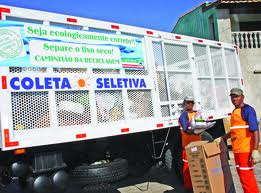 Seja ecologicamente correto!
Separe o lixo seco!
CAMINHÃO DA RECICLAGEM
COLETA SELETIVA